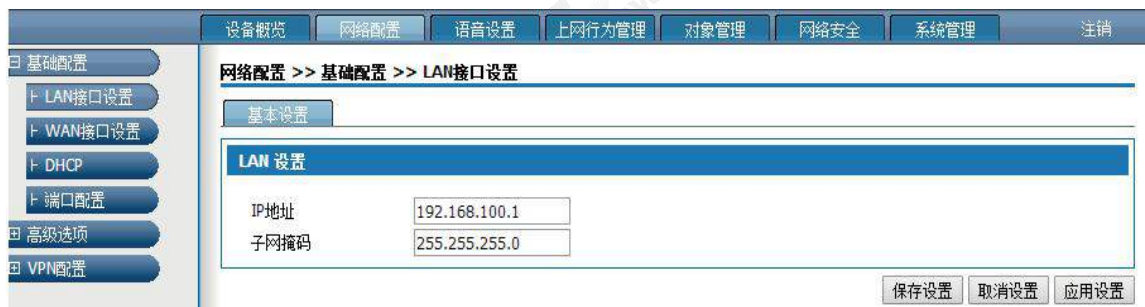 设备概览 网络配置 语音设置 上网行为管理 对象管理 网络安全 系统管理 注销
基础配置
LAN接口设置
WAN接口设置
DHCP
端口配置
高级选项
VPN配置
网络配置 >> 基础配置 >> LAN接口设置
基本设置
LAN 设置
IP地址 192.168.100.1
子网掩码 255.255.255.0
保存设置 取消设置 应用设置